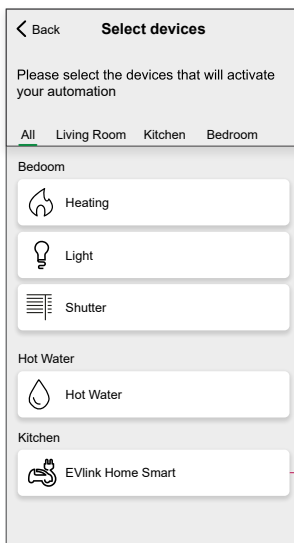 Back
Select devices
Please select the devices that will activate
your automation
All Living Room Kitchen Bedroom
Bedoom
Heating
Light
Shutter
Hot Water
Hot Water
Kitchen
EVlink Home Smart